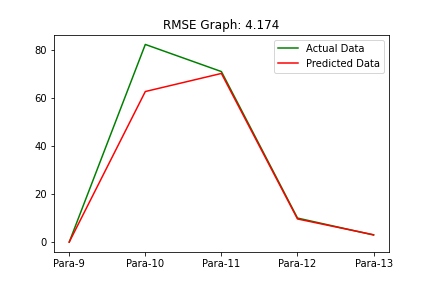 RMSE Graph: 4.174
Actual Data
Predicted Data
80
60
40
20
0
Para-9 Para-10 Para-11 Para-12 Para-13